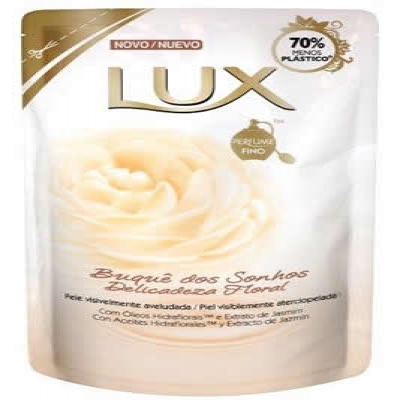 NOVO / NUEVO
70%
MENOS
PLÁSTICO*
LUX
PERFUME
FINO
Buquê dos Sonhos
Delicadeza Floral
Pele visivelmente aveludada / Piel visiblemente aterciopelada
Com Óleos Hidraflorais™ e Extrato de Jasmim
Con Aceites Hidraflorales™ y Extracto de Jazmín